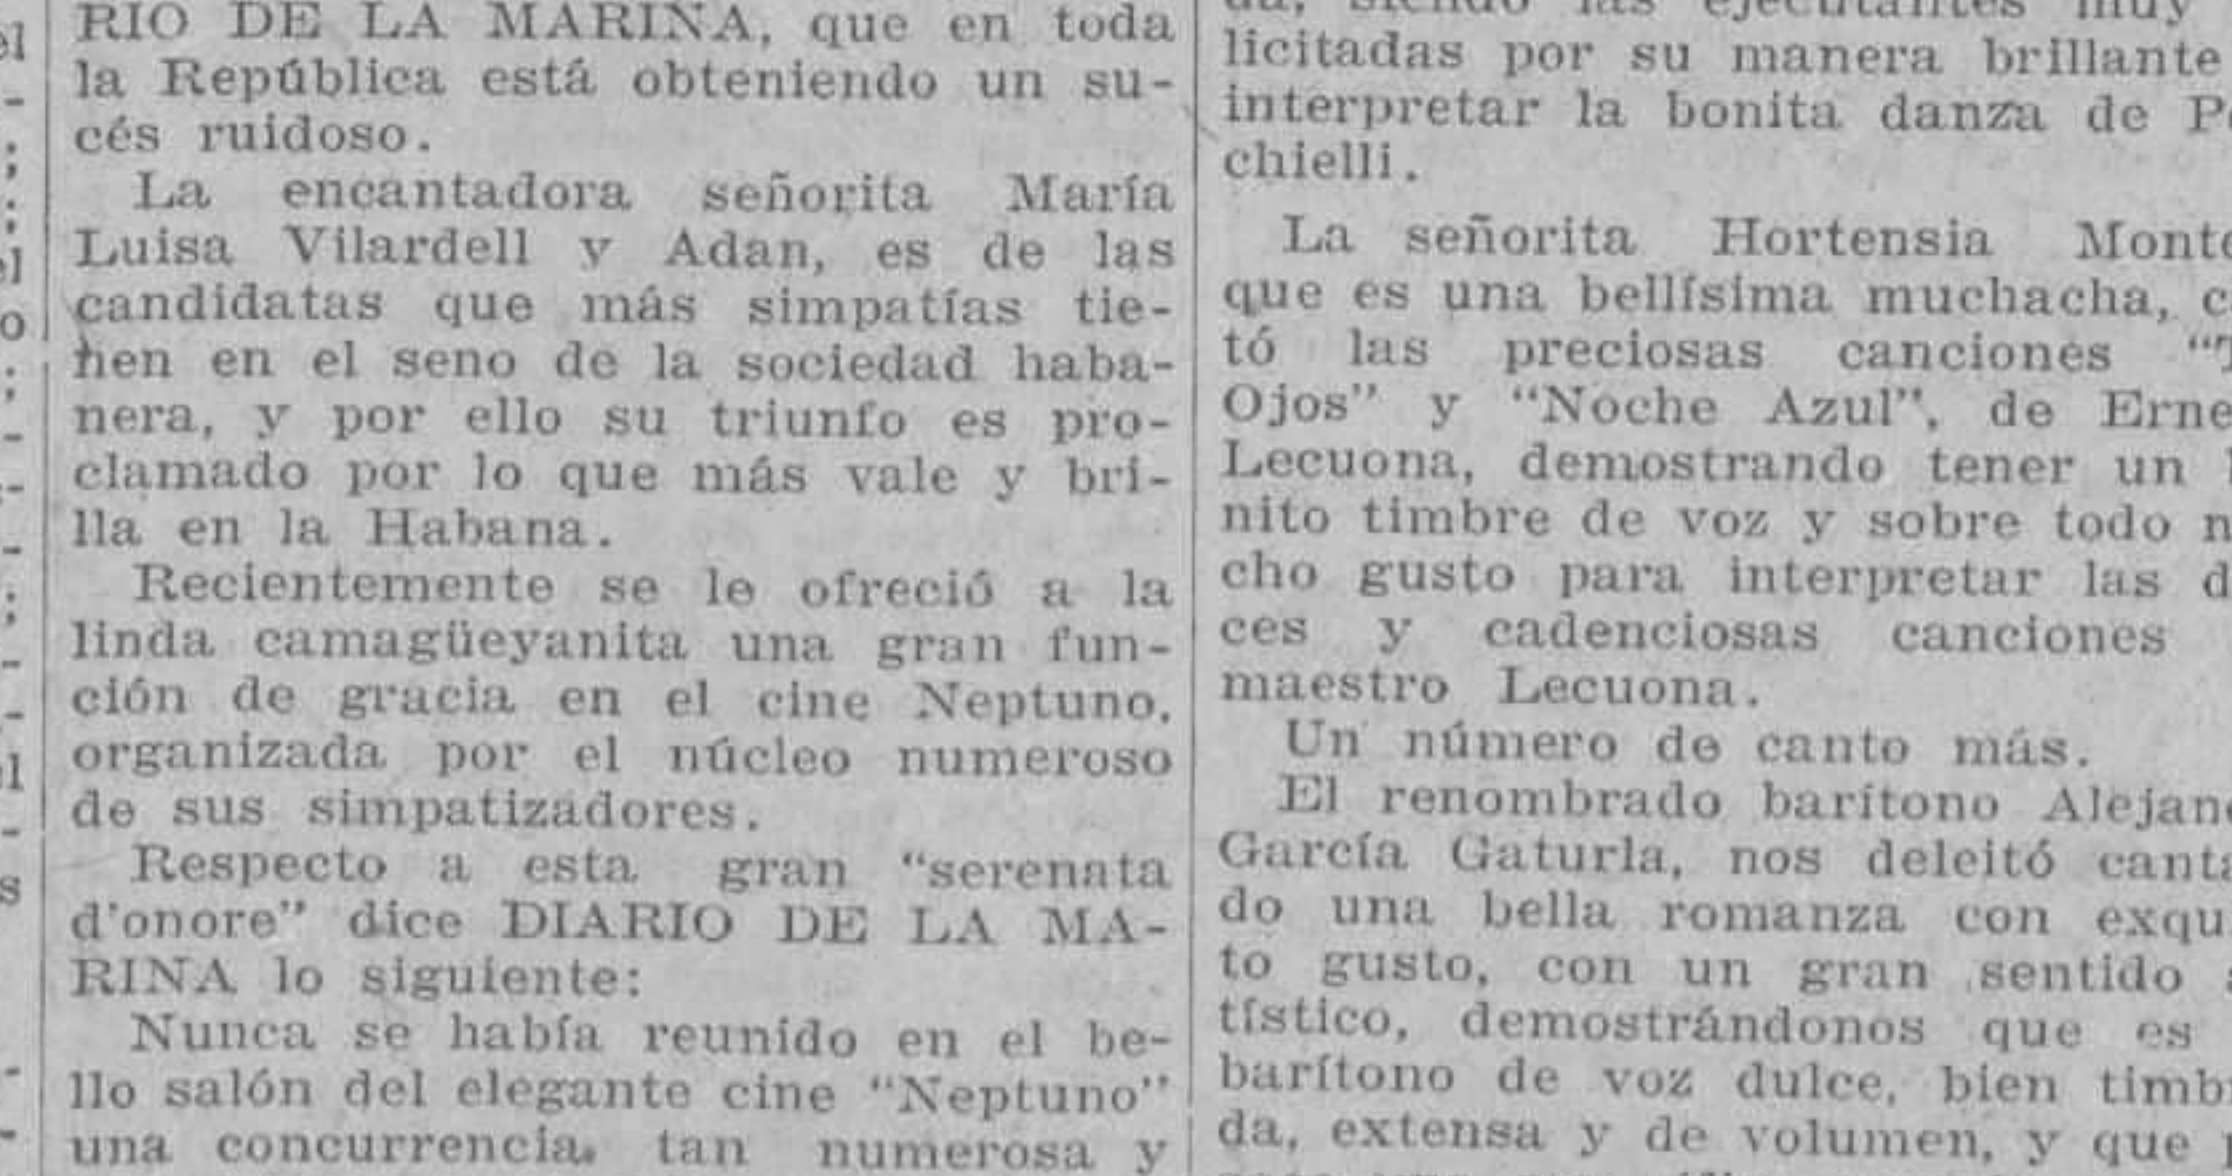 RIO DE LA MARINA, que en toda
la República está obteniendo un su-
cés ruidoso.
La encantadora señorita María
Luisa Vilardell y Adan, es de las
candidatas que más simpatías tie-
nen en el seno de la sociedad haba-
nera, y por ello su triunfo es pro-
clamado por lo que más vale y bri-
lla en la Habana.
Recientemente se le ofreció a la
linda camagüeyanita una gran fun-
ción de gracia en el cine Neptuno,
organizada por el núcleo numeroso
de sus simpatizadores.
Respecto a esta gran "serenata
d'onore" dice DIARIO DE LA MA-
RINA lo siguiente:
Nunca se había reunido en el be-
llo salón del elegante cine "Neptuno"
una concurrencia tan numerosa y
da, siendo las ejecutantes muy
licitadas por su manera brillante
interpretar la bonita danza de
chielli.
La señorita Hortensia
que es una bellísima muchacha,
tó las preciosas canciones
Ojos" y "Noche Azul", de
Lecuona, demostrando tener un
nito timbre de voz y sobre todo
cho gusto para interpretar las
ces y cadenciosas canciones
maestro Lecuona.
Un número de canto más.
El renombrado barítono
García Gaturla, nos deleitó
do una bella romanza con
to gusto, con un gran sentido
tístico, demostrándonos que es
barítono de voz dulce, bien
da, extensa y de volumen, y que